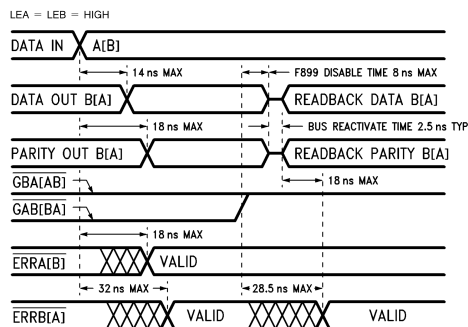 LEA = LEB = HIGH
DATA IN A[B]
14 ns MAX F899 DISABLE TIME 8 ns MAX
DATA OUT B[A] READBACK DATA B[A]
18 ns MAX BUS REACTIVATE TIME 2.5 ns TYP
PARITY OUT B[A] READBACK PARITY B[A]
GBA[AB] 18 ns MAX
GAB[BA]
18 ns MAX
ERRA[B] VALID
32 ns MAX 28.5 ns MAX
ERRB[A] VALID VALID